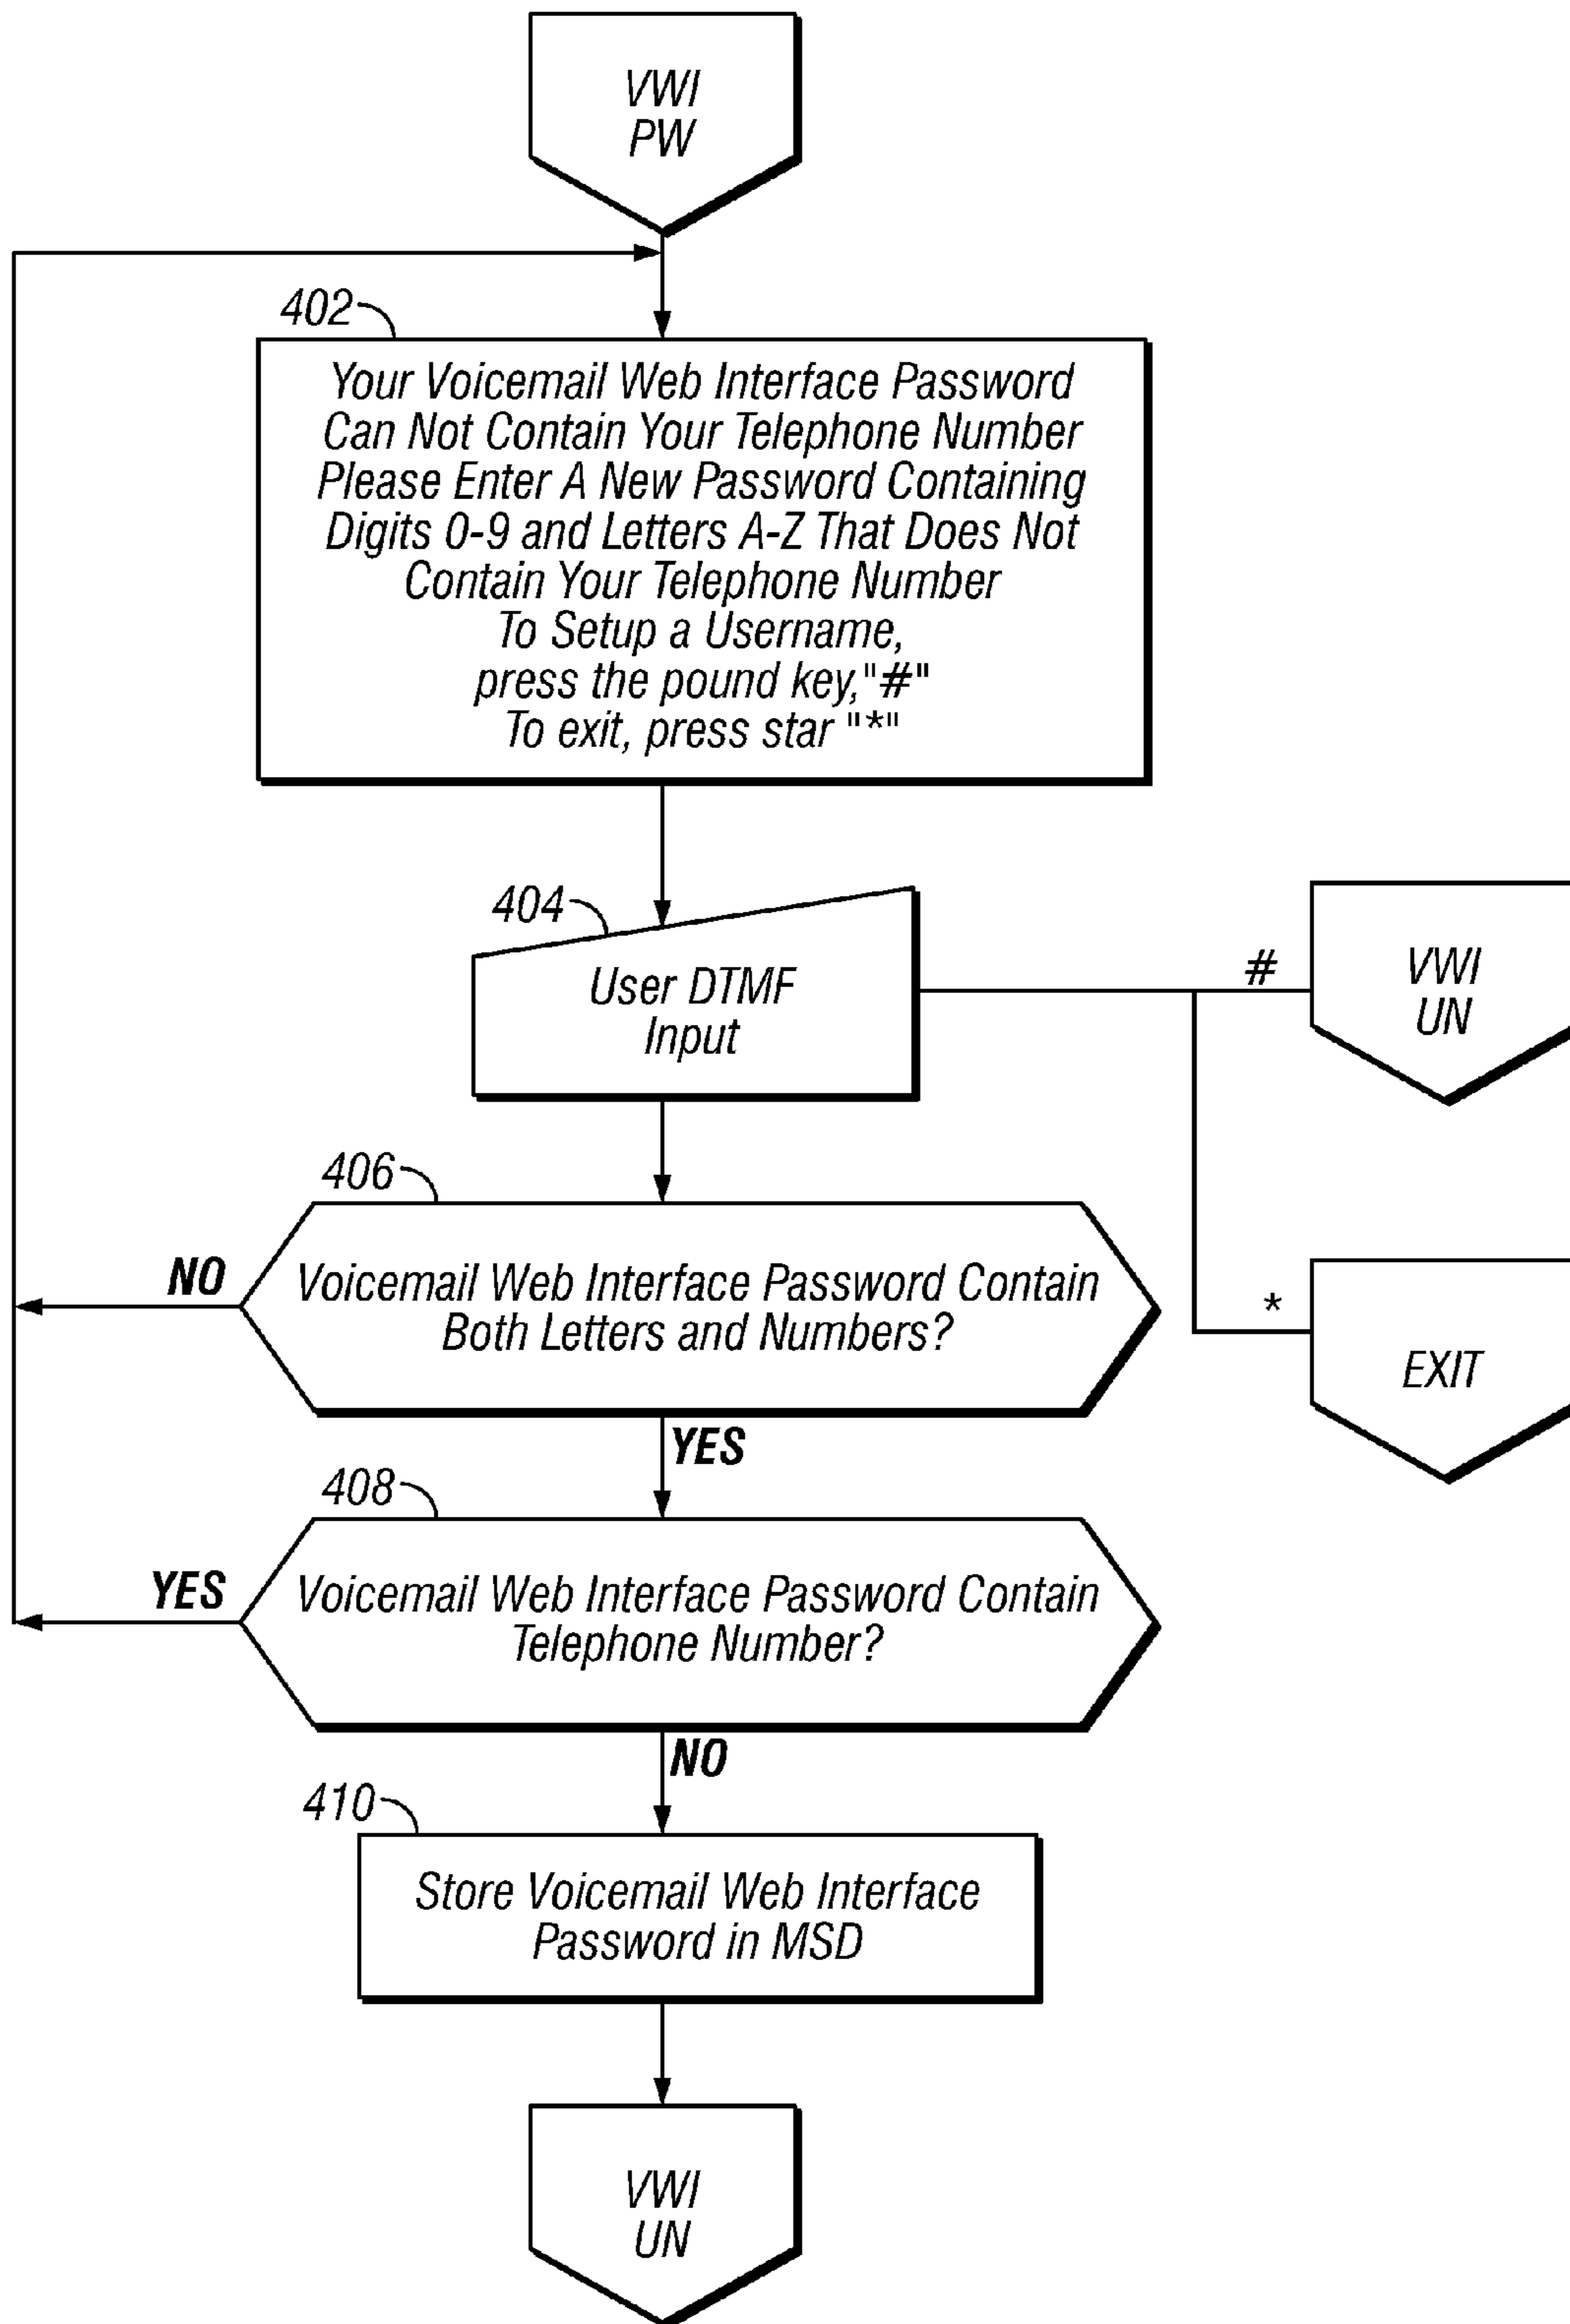 VWI
PW
402
Your Voicemail Web Interface Password
Can Not Contain Your Telephone Number
Please Enter A New Password Containing
Digits 0-9 and Letters A-Z That Does Not
Contain Your Telephone Number
To Setup a Username,
press the pound key,"#"
To exit, press star "*"
404
User DTMF
Input
#
VWI
UN
406
NO
Voicemail Web Interface Password Contain
Both Letters and Numbers?
*
EXIT
YES
408
YES
Voicemail Web Interface Password Contain
Telephone Number?
NO
410
Store Voicemail Web Interface
Password in MSD
VWI
UN